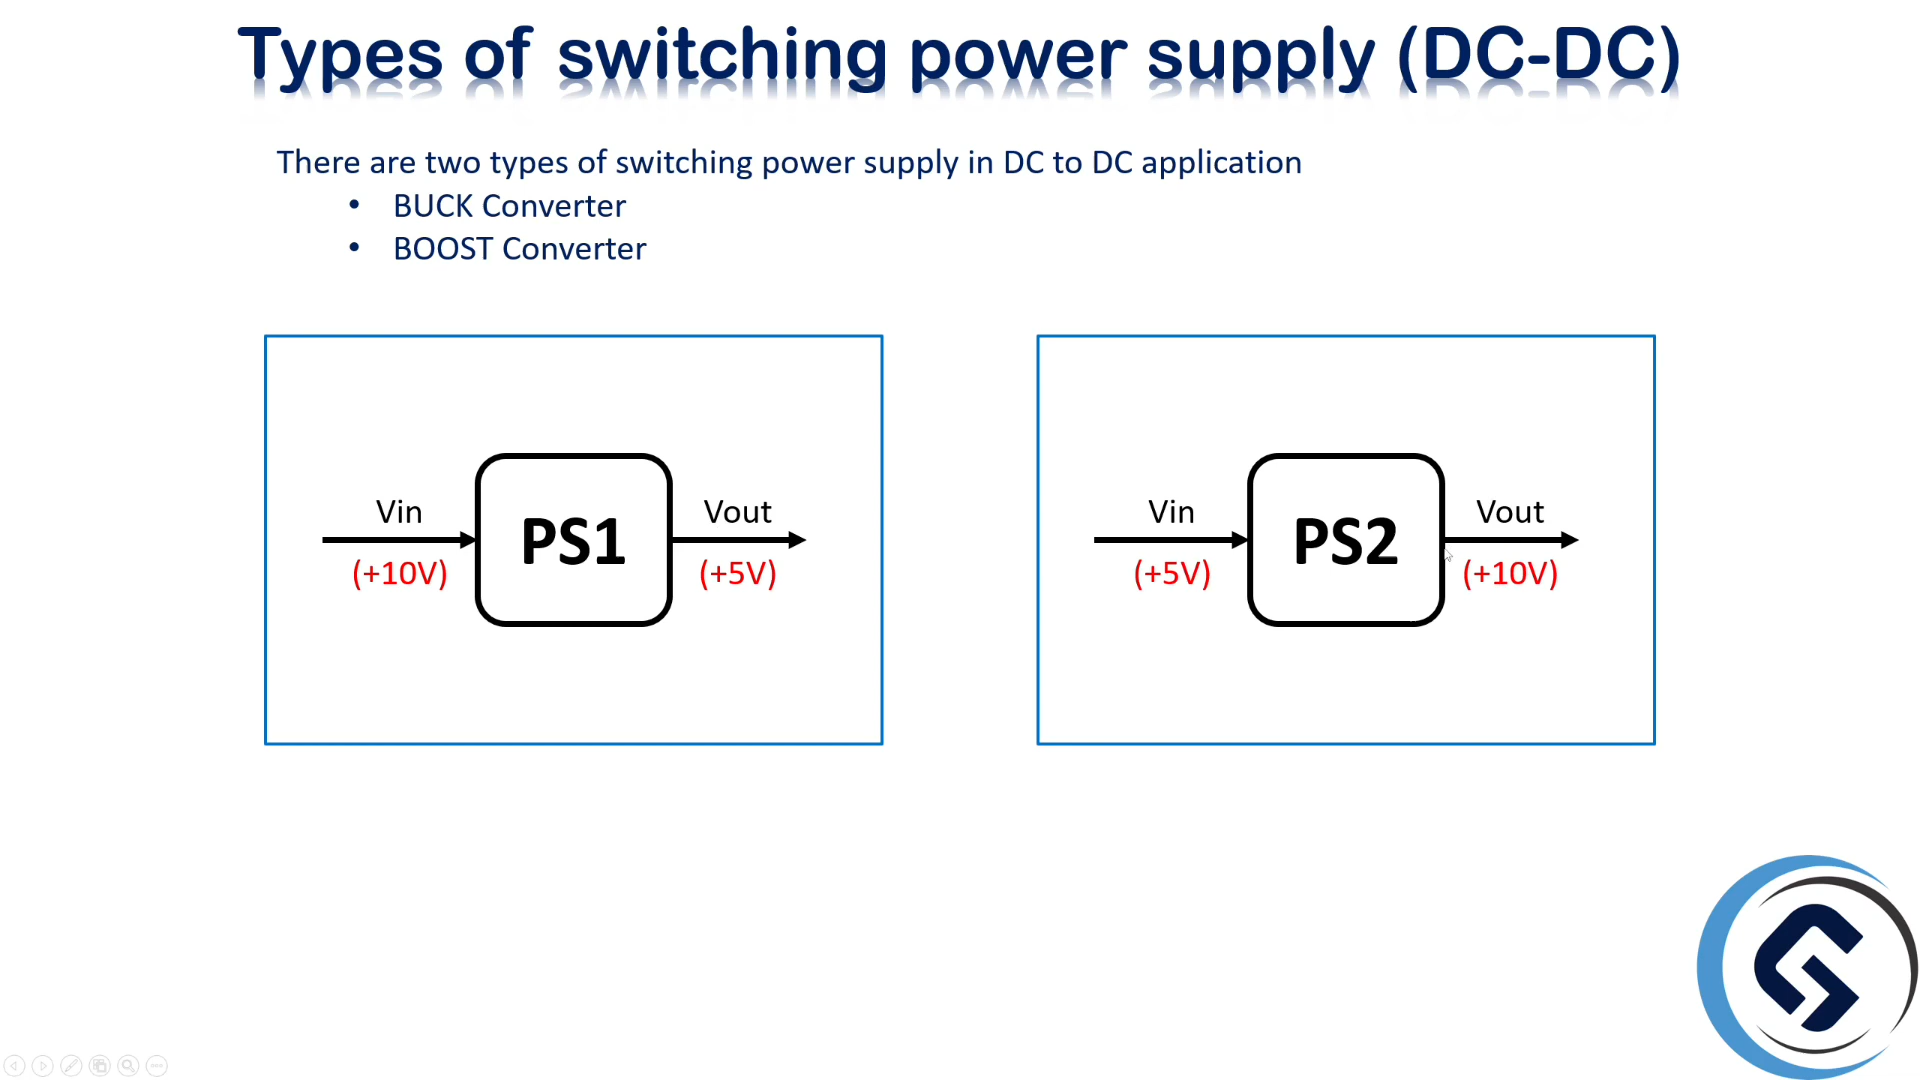 Types of switching power supply (DC-DC)
There are two types of switching power supply in DC to DC application
• BUCK Converter
• BOOST Converter
Vin
PS1
Vout
(+10V)
(+5V)
Vin
PS2
Vout
(+5V)
(+10V)